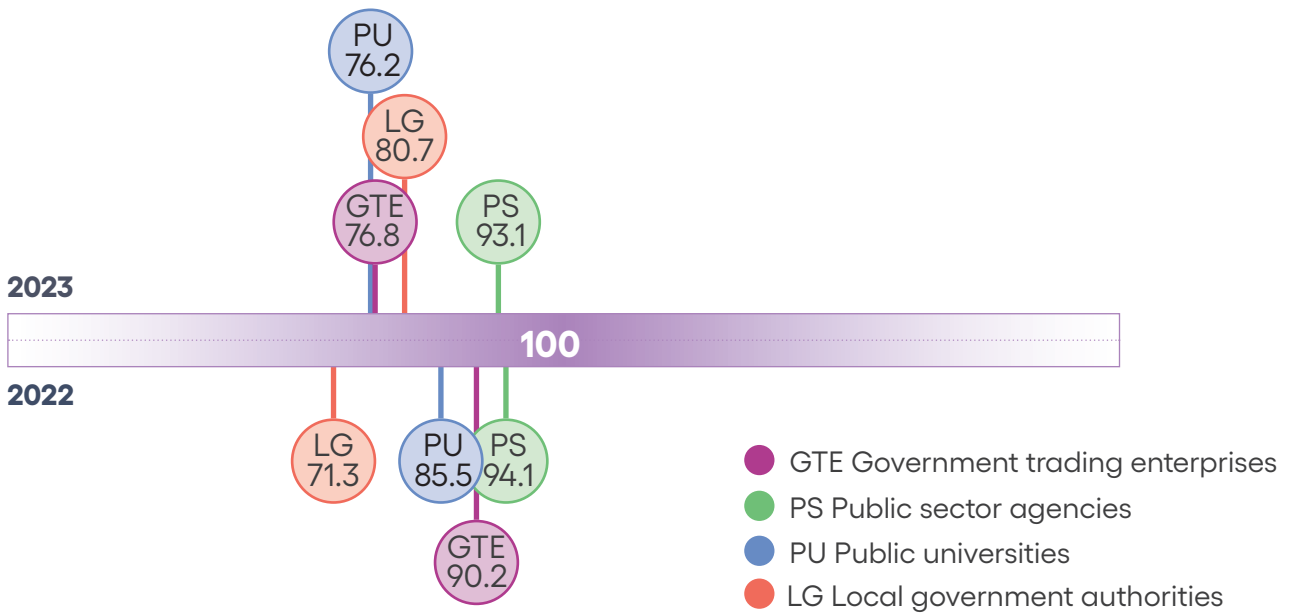 PU
76.2
LG
80.7
GTE
76.8
PS
93.1
2023
100
2022
LG
71.3
PU
85.5
PS
94.1
GTE
90.2
GTE Government trading enterprises
PS Public sector agencies
PU Public universities
LG Local government authorities